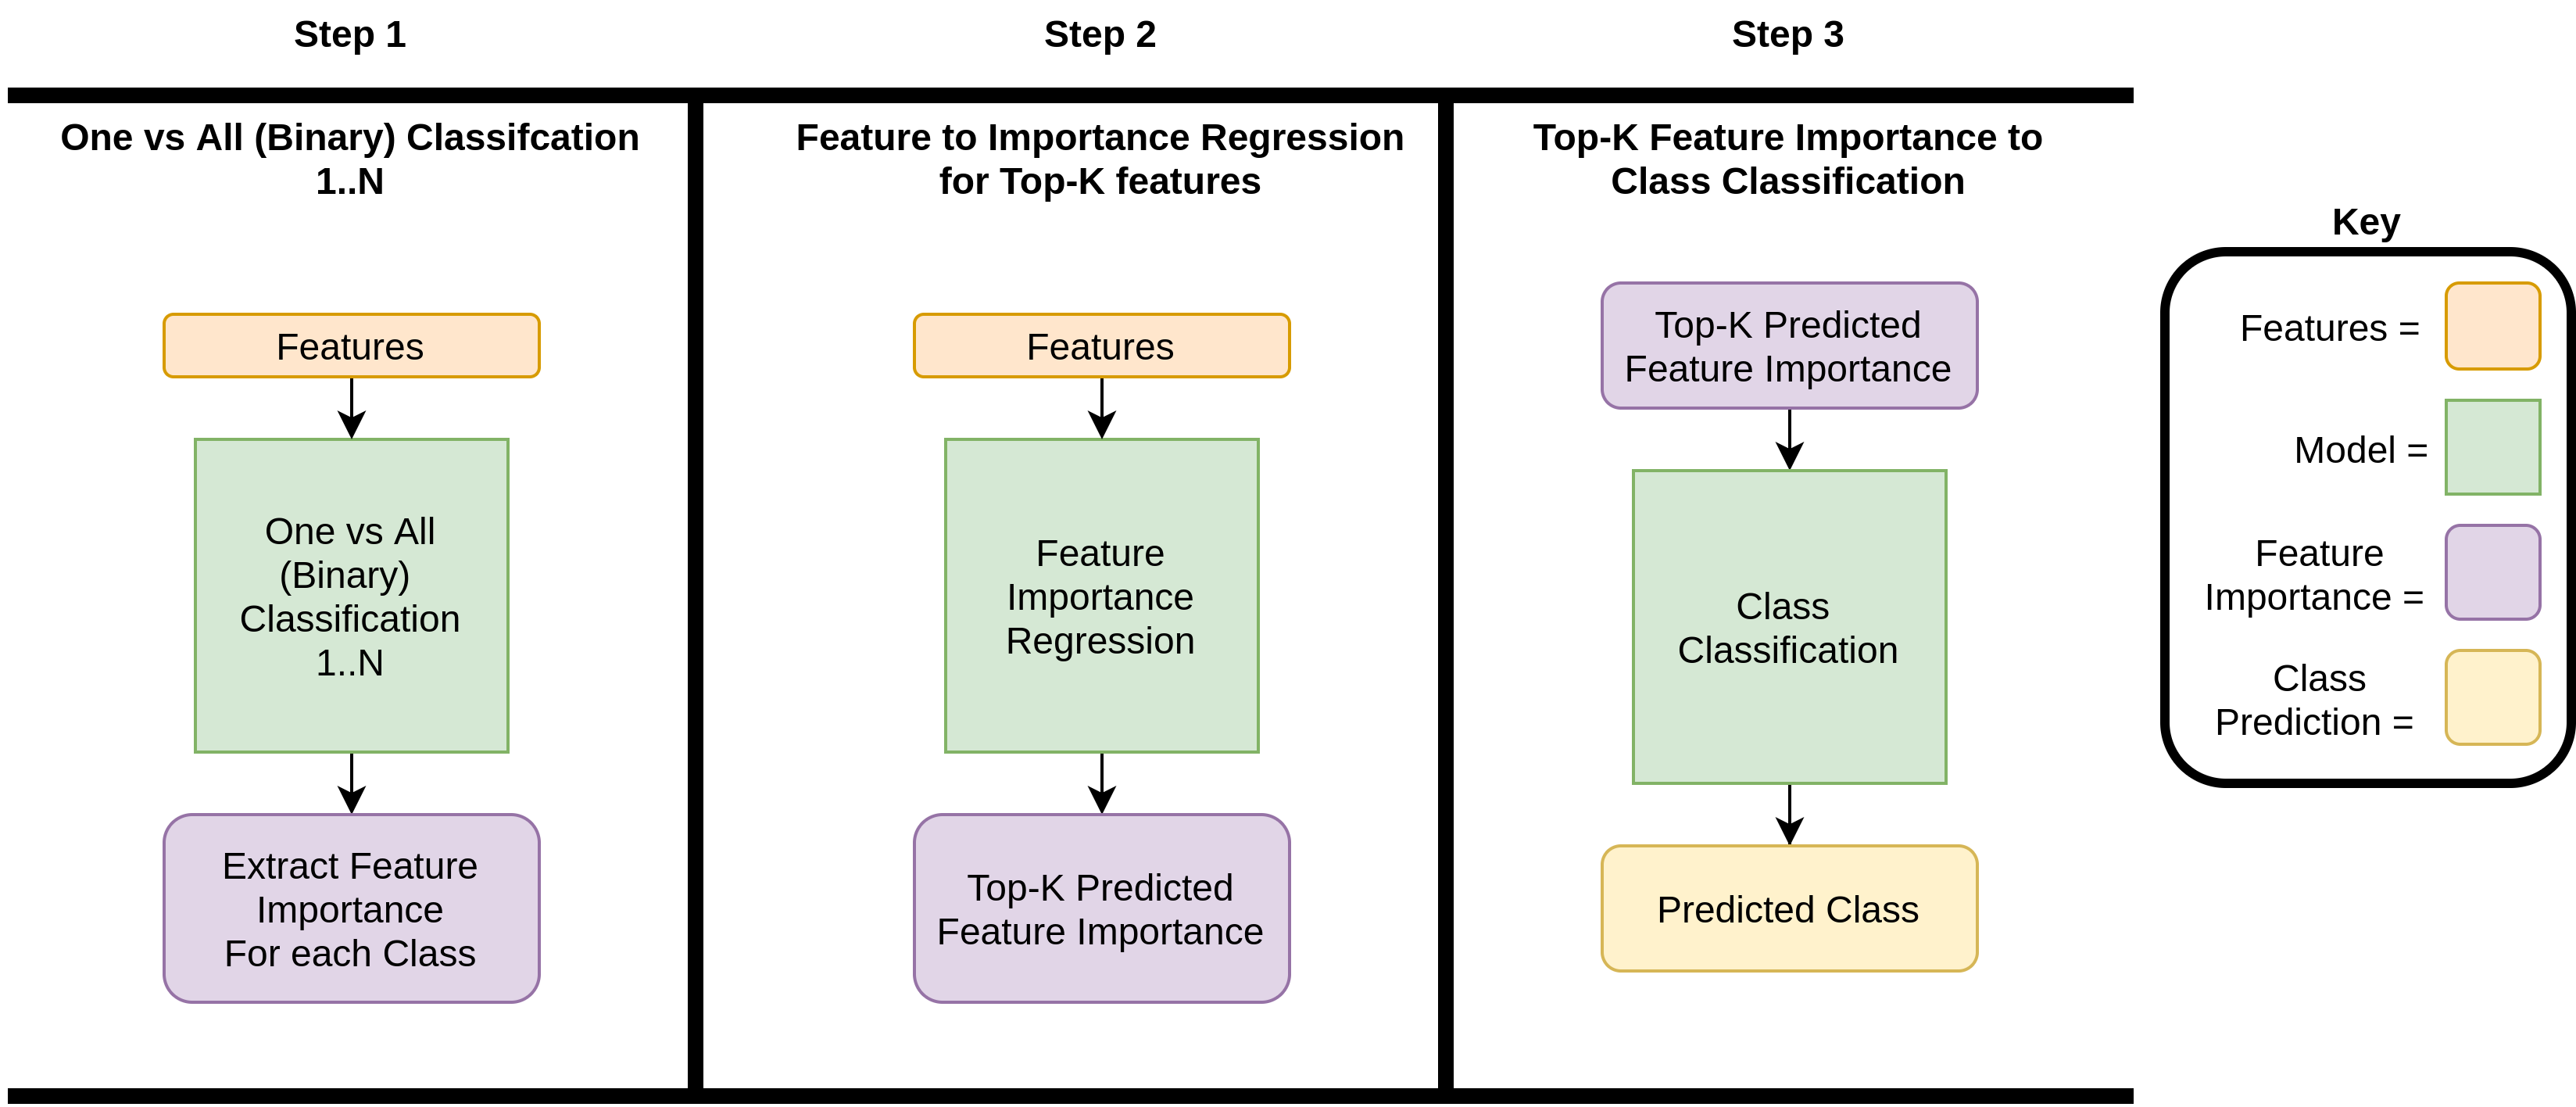 Step 1
Step 2
Step 3
One vs All (Binary) Classifcation
1..N
Feature to Importance Regression
for Top-K features
Top-K Feature Importance to
Class Classification
Features
One vs All
(Binary)
Classification
1..N
Extract Feature
Importance
For each Class
Features
Feature
Importance
Regression
Top-K Predicted
Feature Importance
Top-K Predicted
Feature Importance
Class
Classification
Predicted Class
Key
Features =
Model =
Feature
Importance =
Class
Prediction =